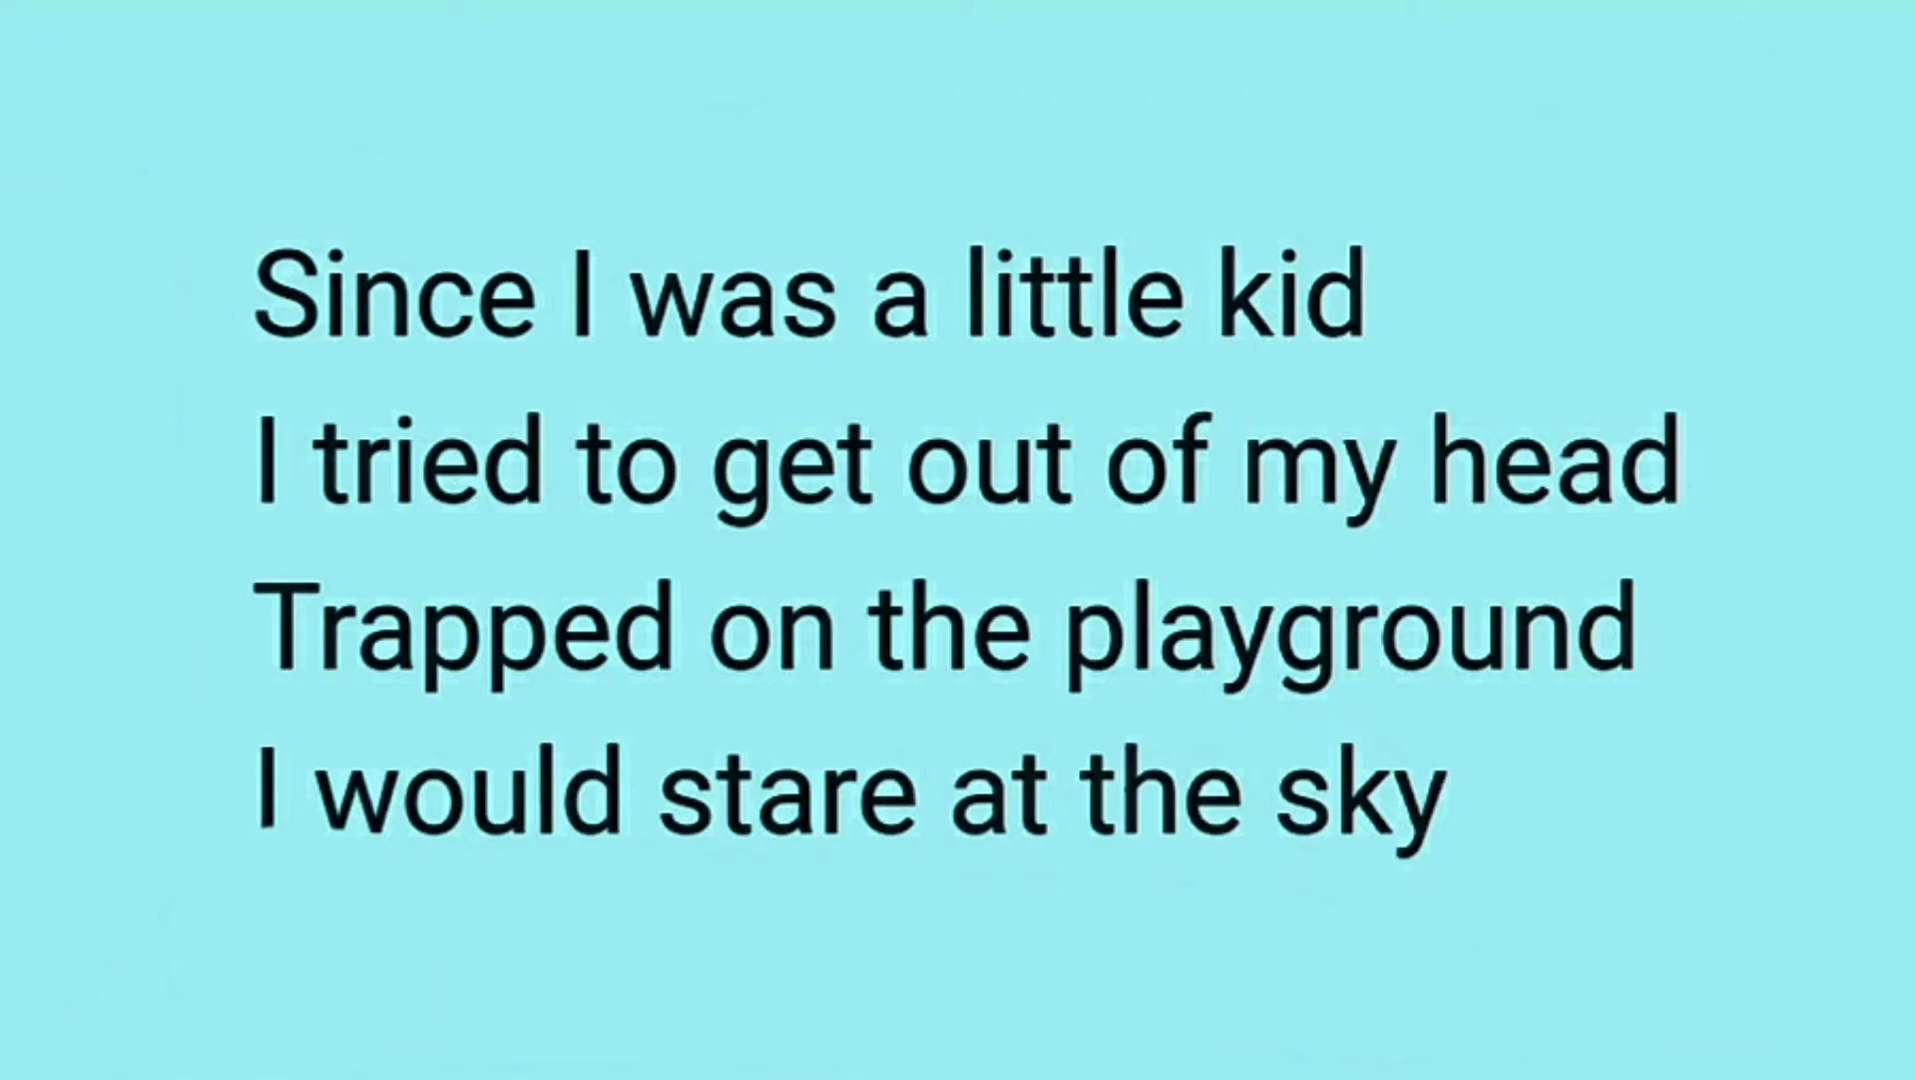 Since I was a little kid
I tried to get out of my head
Trapped on the playground
I would stare at the sky